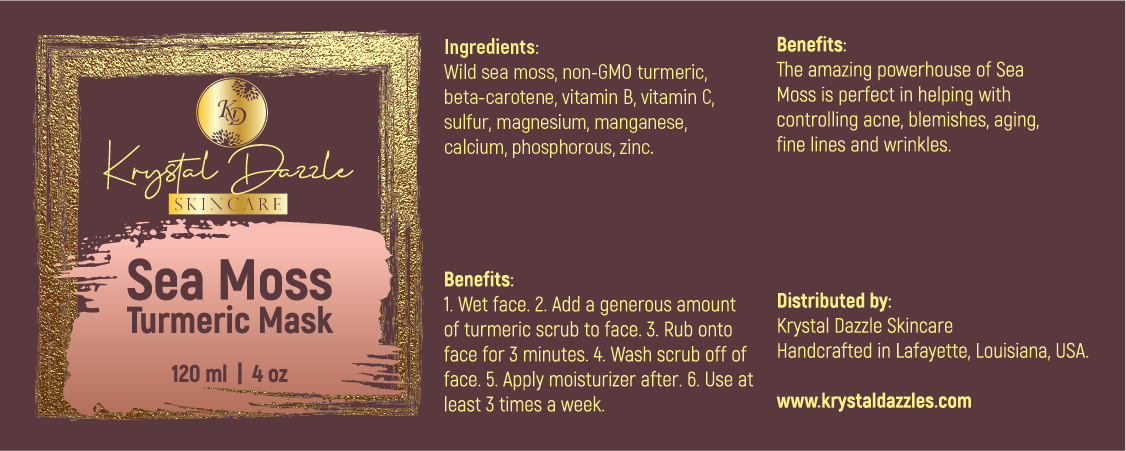 KD
Krystal Dazzle
SKINCARE
Sea Moss
Turmeric Mask
120 ml | 4 oz
Ingredients:
Wild sea moss, non-GMO turmeric,
beta-carotene, vitamin B, vitamin C,
sulfur, magnesium, manganese,
calcium, phosphorous, zinc.
Benefits:
1. Wet face. 2. Add a generous amount
of turmeric scrub to face. 3. Rub onto
face for 3 minutes. 4. Wash scrub off of
face. 5. Apply moisturizer after. 6. Use at
least 3 times a week.
Benefits:
The amazing powerhouse of Sea
Moss is perfect in helping with
controlling acne, blemishes, aging,
fine lines and wrinkles.
Distributed by:
Krystal Dazzle Skincare
Handcrafted in Lafayette, Louisiana, USA.
www.krystaldazzles.com